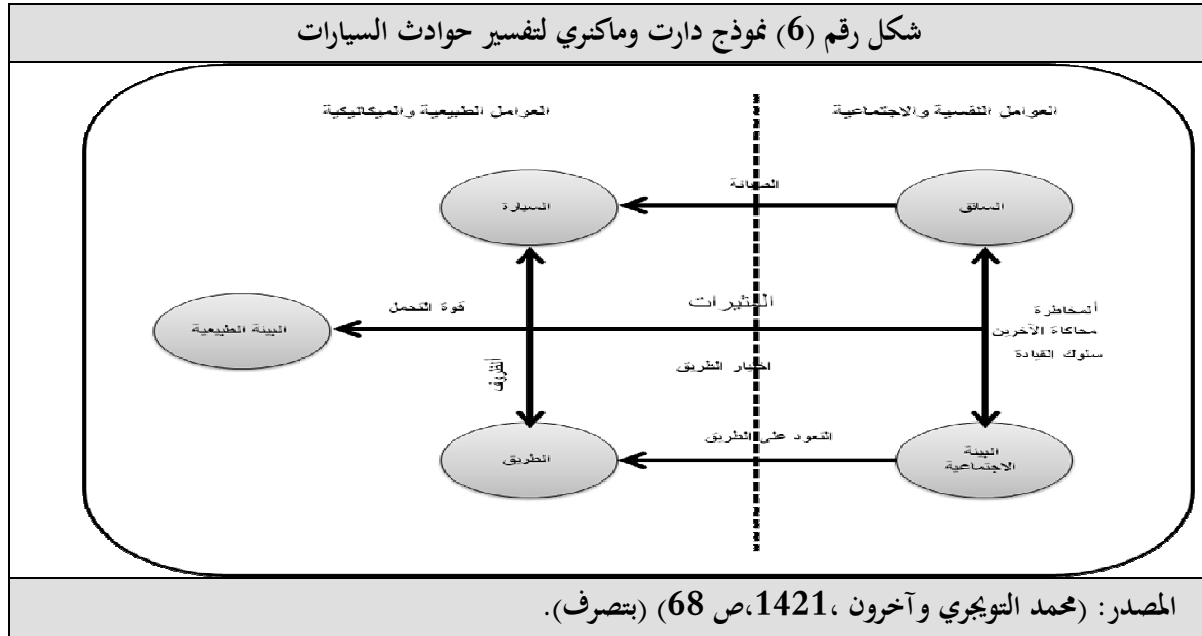 شكل رقم (6) نموذج دارت وماكنري لتفسير حوادث السيارات
العوامل النفسية والاجتماعية
العوامل الطبيعية والميكانيكية
الصيانة
السائق
السيارة
المثيرات
المخاطرة
محاكاة الآخرين
سلوك القيادة
قوة التحمل
البيئة الطبيعية
اختيار الطريق
الظروف
التعود على الطريق
البيئة
الاجتماعية
الطريق
المصدر: (محمد التويجري وآخرون ،1421،ص 68) (بتصرف).